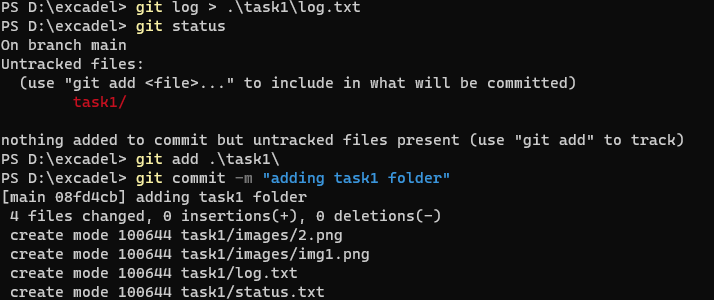 PS D:\excadel> git log > .\task1\log.txt
PS D:\excadel> git status
On branch main
Untracked files:
  (use "git add <file>..." to include in what will be committed)
        task1/

nothing added to commit but untracked files present (use "git add" to track)
PS D:\excadel> git add .\task1\
PS D:\excadel> git commit -m "adding task1 folder"
[main 08fd4cb] adding task1 folder
 4 files changed, 0 insertions(+), 0 deletions(-)
 create mode 100644 task1/images/2.png
 create mode 100644 task1/images/img1.png
 create mode 100644 task1/log.txt
 create mode 100644 task1/status.txt